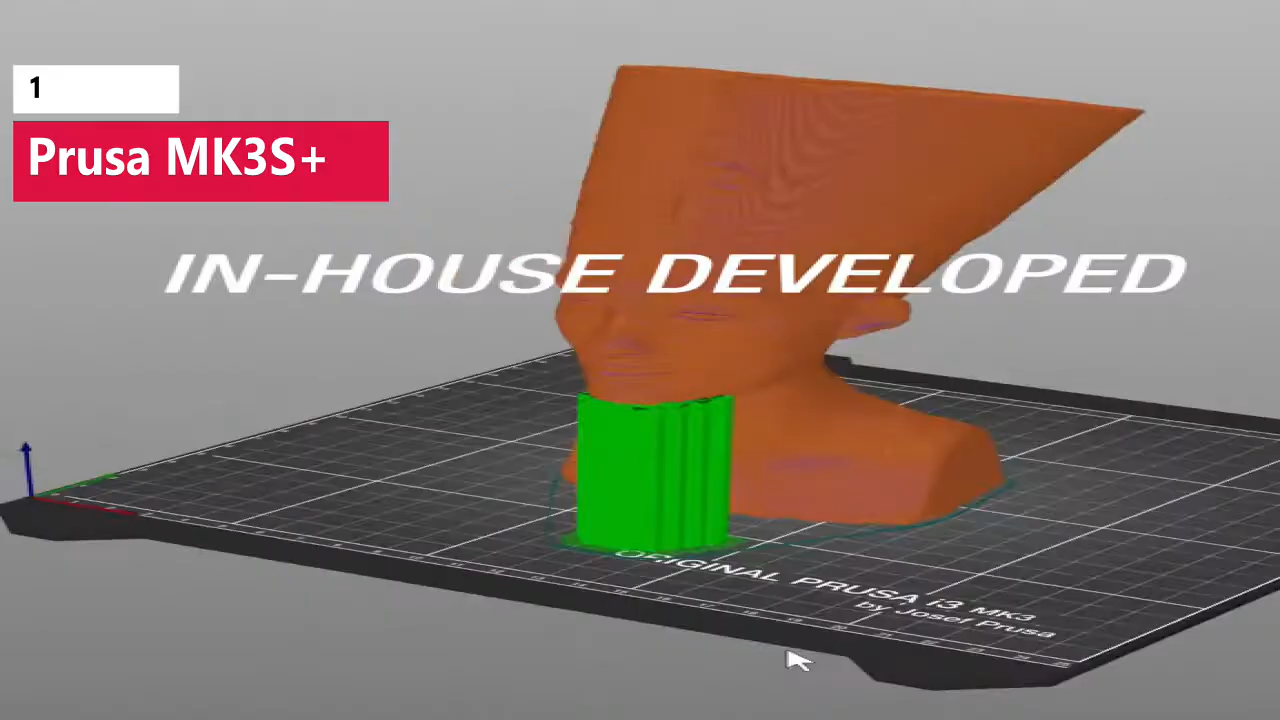 1
Prusa MK3S+
IN-HOUSE DEVELOPED
ORIGINAL PRUSA i3 MK3
by Josef Prusa